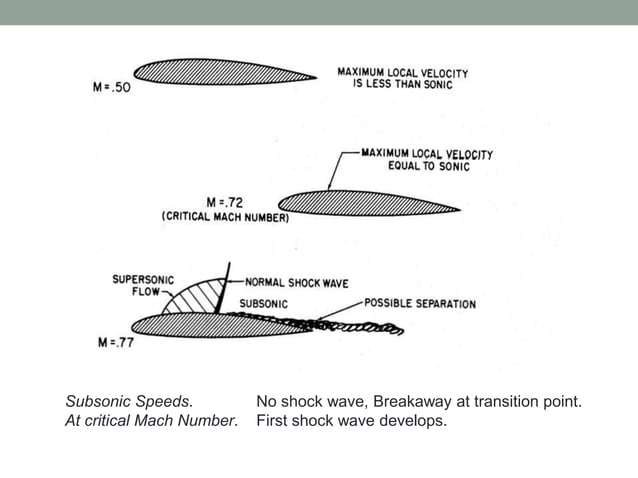 M = .50
MAXIMUM LOCAL VELOCITY
IS LESS THAN SONIC
MAXIMUM LOCAL VELOCITY
EQUAL TO SONIC
M = .72
(CRITICAL MACH NUMBER)
SUPERSONIC
FLOW
NORMAL SHOCK WAVE
SUBSONIC
POSSIBLE SEPARATION
M = .77
Subsonic Speeds. No shock wave, Breakaway at transition point.
At critical Mach Number. First shock wave develops.